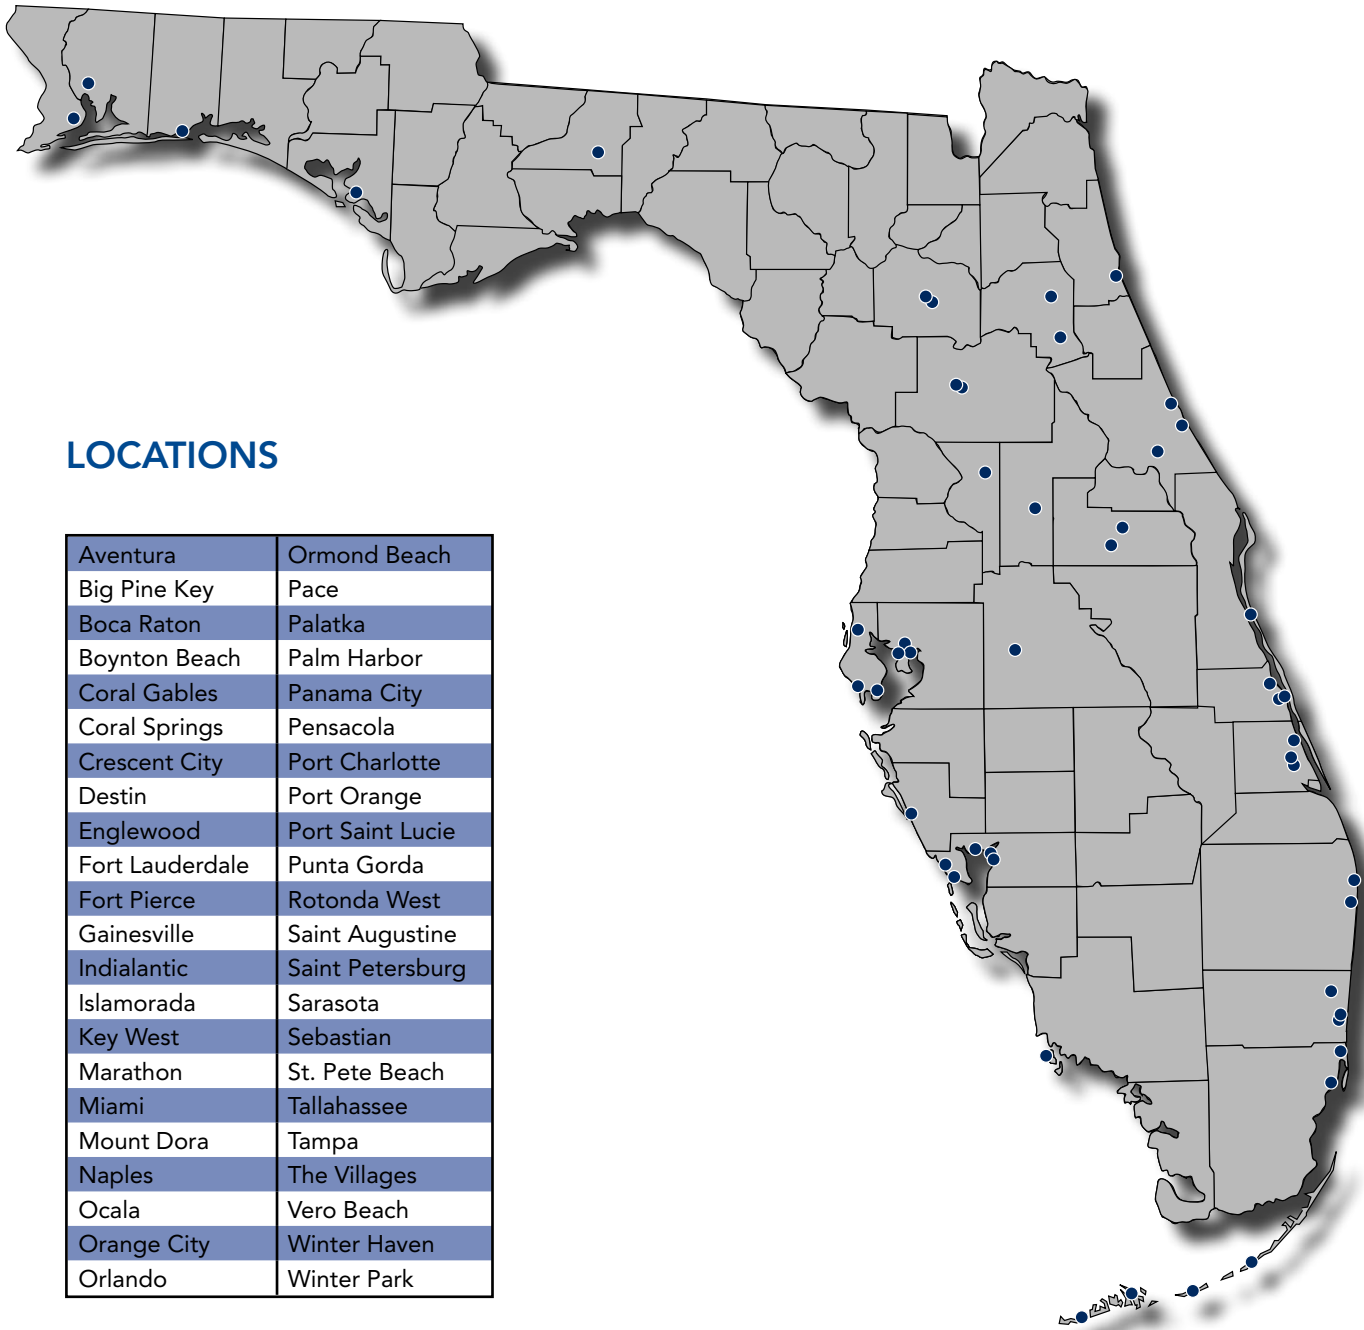 LOCATIONS
Aventura Ormond Beach
Big Pine Key Pace
Boca Raton Palatka
Boynton Beach Palm Harbor
Coral Gables Panama City
Coral Springs Pensacola
Crescent City Port Charlotte
Destin Port Orange
Englewood Port Saint Lucie
Fort Lauderdale Punta Gorda
Fort Pierce Rotonda West
Gainesville Saint Augustine
Indialantic Saint Petersburg
Islamorada Sarasota
Key West Sebastian
Marathon St. Pete Beach
Miami Tallahassee
Mount Dora Tampa
Naples The Villages
Ocala Vero Beach
Orange City Winter Haven
Orlando Winter Park